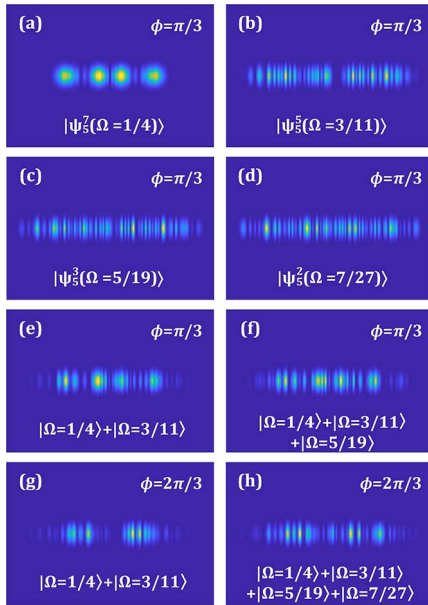 (a) ϕ=π/3
|ψ₅⁷(Ω=1/4)⟩
(b) ϕ=π/3
|ψ₅⁵(Ω=3/11)⟩
(c) ϕ=π/3
|ψ₅³(Ω=5/19)⟩
(d) ϕ=π/3
|ψ₅²(Ω=7/27)⟩
(e) ϕ=π/3
|Ω=1/4⟩+|Ω=3/11⟩
(f) ϕ=π/3
|Ω=1/4⟩+|Ω=3/11⟩
+|Ω=5/19⟩
(g) ϕ=2π/3
|Ω=1/4⟩+|Ω=3/11⟩
(h) ϕ=2π/3
|Ω=1/4⟩+|Ω=3/11⟩
+|Ω=5/19⟩+|Ω=7/27⟩